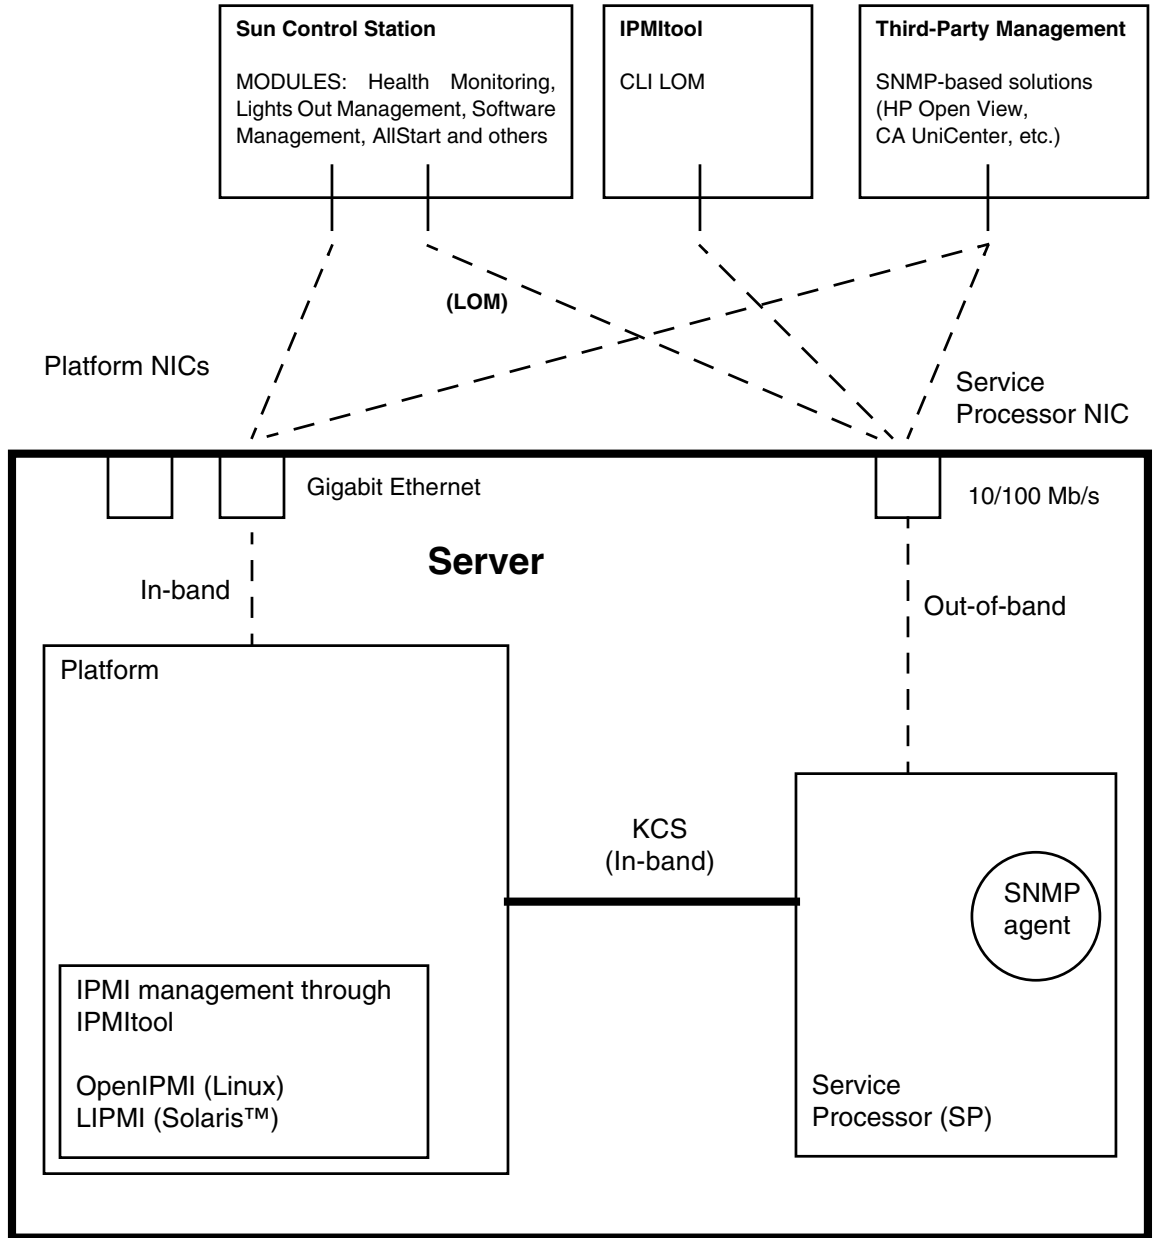 Sun Control Station
MODULES: Health Monitoring,
Lights Out Management, Software
Management, AllStart and others
IPMItool
CLI LOM
Third-Party Management
SNMP-based solutions
(HP Open View,
CA UniCenter, etc.)
(LOM)
Platform NICs
Service
Processor NIC
Gigabit Ethernet
10/100 Mb/s
Server
In-band
Out-of-band
Platform
KCS
(In-band)
SNMP
agent
IPMI management through
IPMItool
OpenIPMI (Linux)
LIPMI (Solaris™)
Service
Processor (SP)